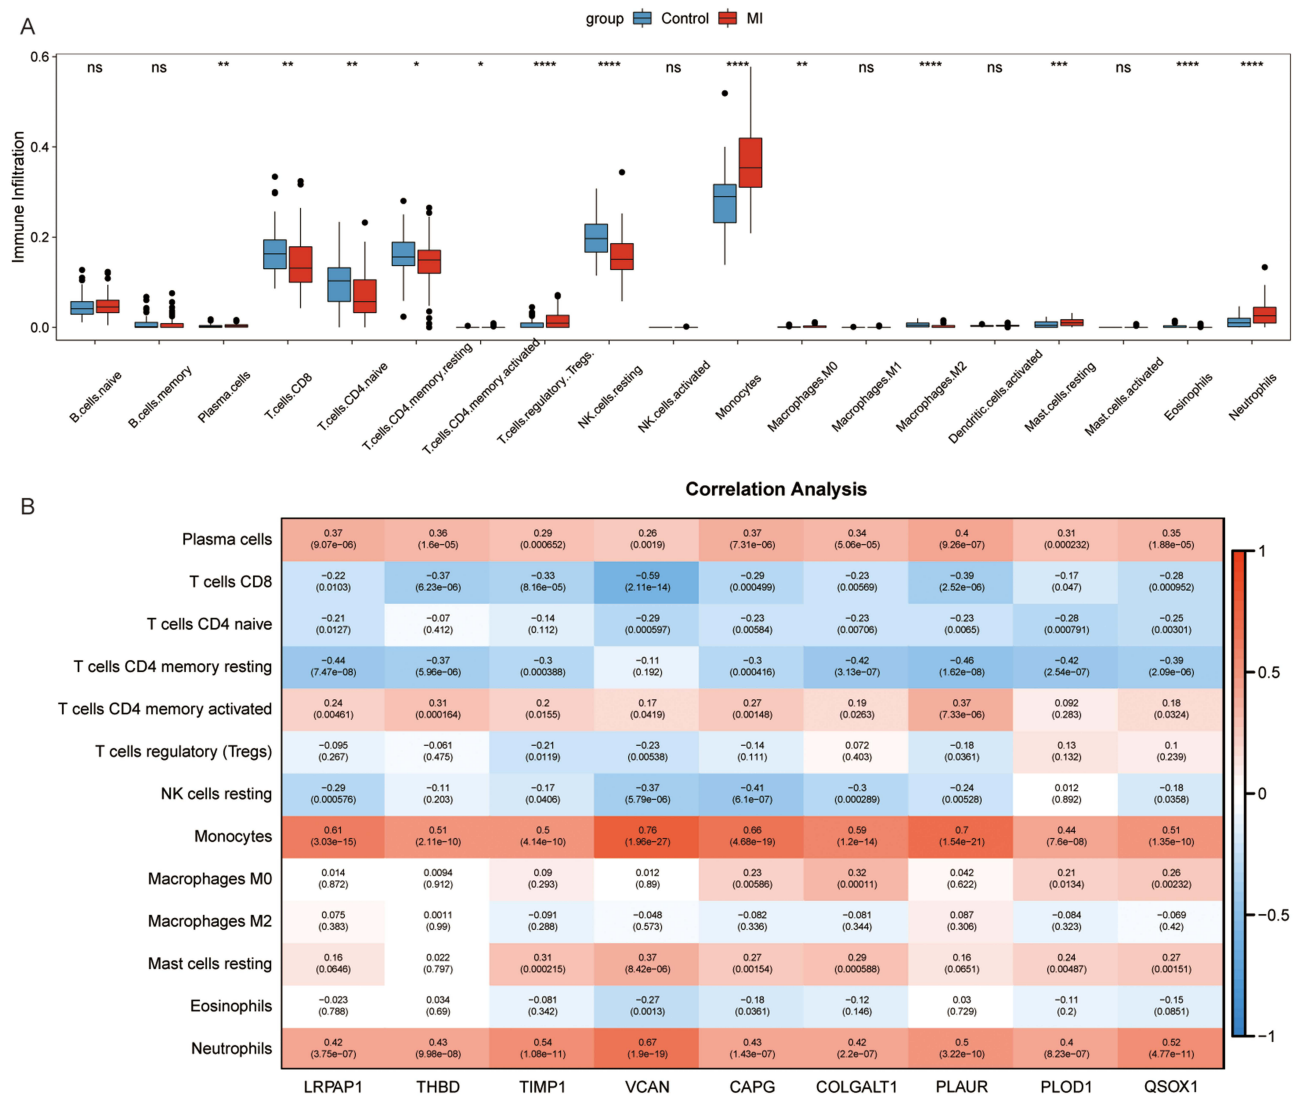 A
group Control MI
0.6
0.4
0.2
0.0
Immune Infiltration
ns ns ** ** ** * * **** **** ns **** ** ns **** ns *** ns **** ****
B.cells.naive
B.cells.memory
Plasma.cells
T.cells.CD8
T.cells.CD4.naive
T.cells.CD4.memory.resting
T.cells.CD4.memory.activated
T.cells.regulatory..Tregs.
NK.cells.resting
NK.cells.activated
Monocytes
Macrophages.M0
Macrophages.M1
Macrophages.M2
Dendritic.cells.activated
Mast.cells.resting
Mast.cells.activated
Eosinophils
Neutrophils
B
Correlation Analysis
Plasma cells 0.37 0.36 0.29 0.26 0.37 0.34 0.4 0.31 0.35
(9.07e−06) (1.6e−05) (0.000652) (0.0019) (7.31e−06) (5.06e−05) (9.26e−07) (0.000232) (1.88e−05)
T cells CD8 −0.22 −0.37 −0.33 −0.59 −0.29 −0.23 −0.39 −0.17 −0.28
(0.0103) (6.23e−06) (8.16e−05) (2.11e−14) (0.000499) (0.00569) (2.52e−06) (0.047) (0.000952)
T cells CD4 naive −0.21 −0.07 −0.14 −0.29 −0.23 −0.23 −0.23 −0.28 −0.25
(0.0127) (0.412) (0.112) (0.000597) (0.00584) (0.00706) (0.0065) (0.000791) (0.00301)
T cells CD4 memory resting −0.44 −0.37 −0.3 −0.11 −0.3 −0.42 −0.46 −0.42 −0.39
(7.47e−08) (5.96e−06) (0.000388) (0.192) (0.000416) (3.13e−07) (1.62e−08) (2.54e−07) (2.09e−06)
T cells CD4 memory activated 0.24 0.31 0.2 0.17 0.27 0.19 0.37 0.092 0.18
(0.00461) (0.000164) (0.0155) (0.0419) (0.00148) (0.0263) (7.33e−06) (0.283) (0.0324)
T cells regulatory (Tregs) −0.095 −0.061 −0.21 −0.23 −0.14 0.072 −0.18 0.13 0.1
(0.267) (0.475) (0.0119) (0.00538) (0.111) (0.403) (0.0361) (0.132) (0.239)
NK cells resting −0.29 −0.11 −0.17 −0.37 −0.41 −0.3 −0.24 0.012 −0.18
(0.000576) (0.203) (0.0406) (5.79e−06) (6.1e−07) (0.000289) (0.00528) (0.892) (0.0358)
Monocytes 0.61 0.51 0.5 0.76 0.66 0.59 0.7 0.44 0.51
(3.03e−15) (2.11e−10) (4.14e−10) (1.96e−27) (4.68e−19) (1.2e−14) (1.54e−21) (7.6e−08) (1.35e−10)
Macrophages M0 0.014 0.0094 0.09 0.012 0.23 0.32 0.042 0.21 0.26
(0.872) (0.912) (0.293) (0.89) (0.00586) (0.00011) (0.622) (0.0134) (0.00232)
Macrophages M2 0.075 0.0011 −0.091 −0.048 −0.082 −0.081 0.087 −0.084 −0.069
(0.383) (0.99) (0.288) (0.573) (0.336) (0.344) (0.306) (0.323) (0.42)
Mast cells resting 0.16 0.022 0.31 0.37 0.27 0.29 0.16 0.24 0.27
(0.0646) (0.797) (0.000215) (8.42e−06) (0.00154) (0.000588) (0.0651) (0.00487) (0.00151)
Eosinophils −0.023 0.034 −0.081 −0.27 −0.18 −0.12 0.03 −0.11 −0.15
(0.788) (0.69) (0.342) (0.0013) (0.0361) (0.146) (0.729) (0.2) (0.0851)
Neutrophils 0.42 0.43 0.54 0.67 0.43 0.42 0.5 0.4 0.52
(3.75e−07) (9.98e−08) (1.08e−11) (1.9e−19) (1.43e−07) (2.2e−07) (3.22e−10) (8.23e−07) (4.77e−11)
LRPAP1 THBD TIMP1 VCAN CAPG COLGALT1 PLAUR PLOD1 QSOX1
1
0.5
0
−0.5
−1